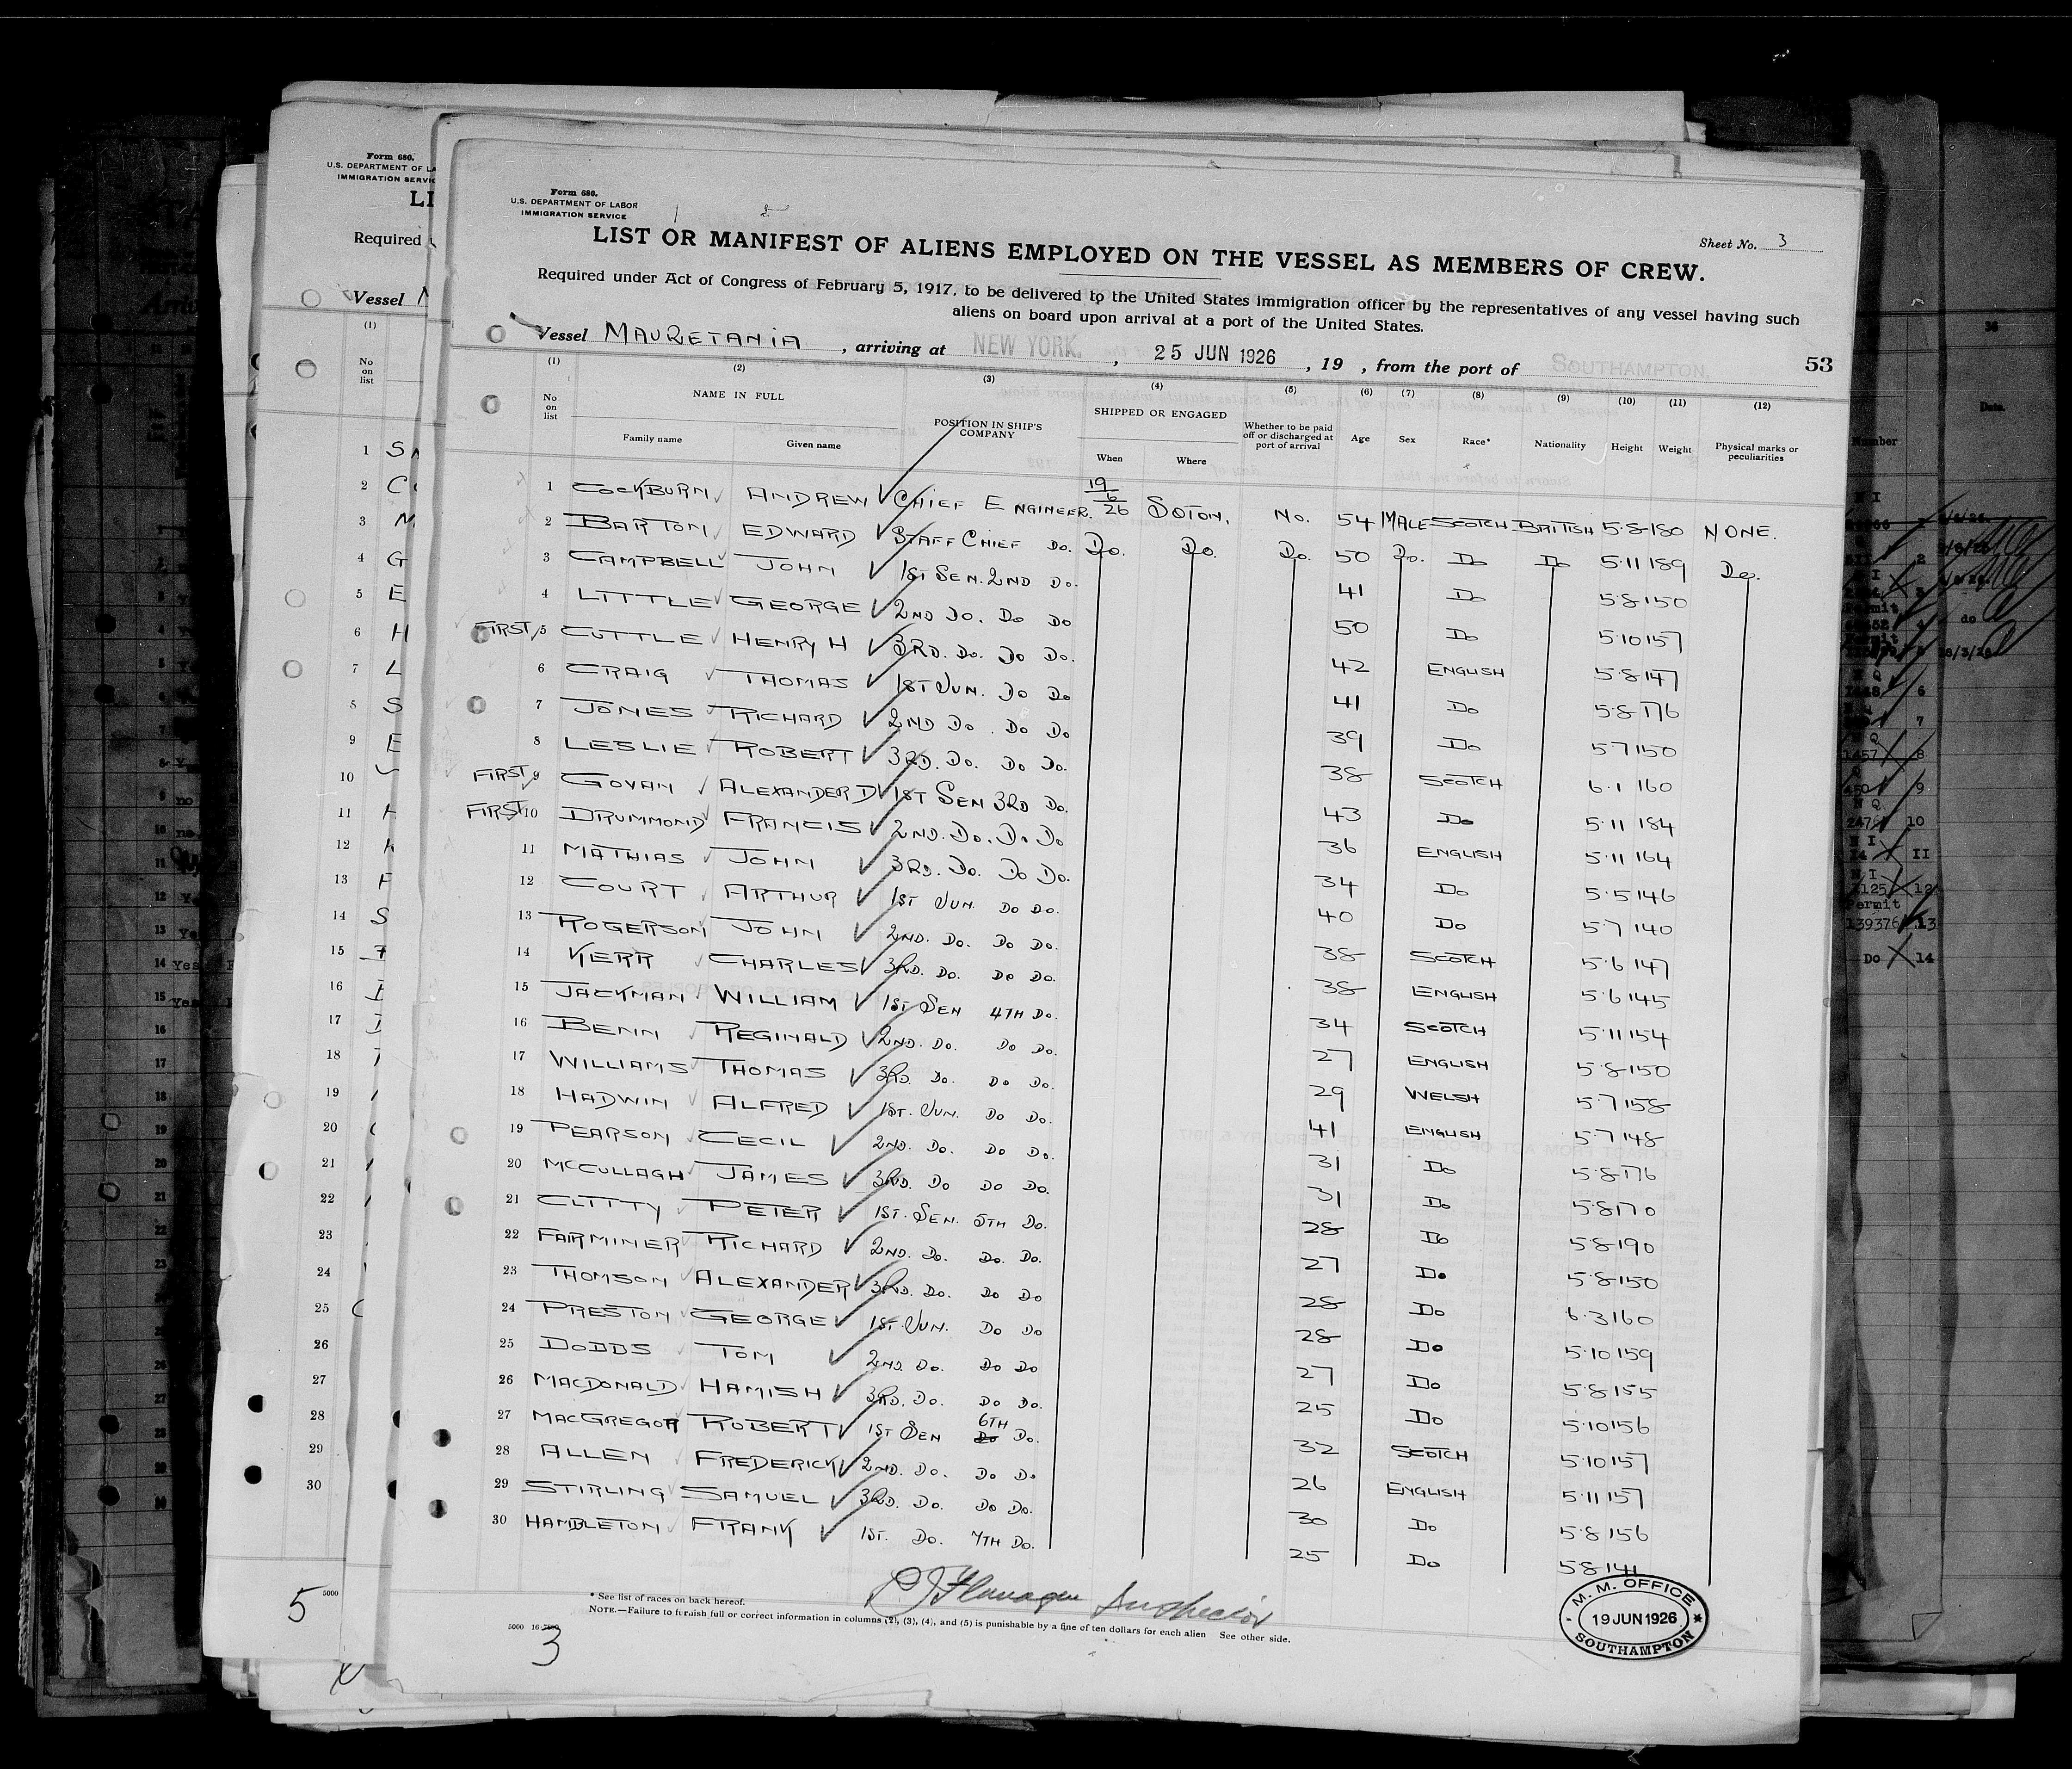 Form 680.
U.S. DEPARTMENT OF LABOR
IMMIGRATION SERVICE
Sheet No. 3
LIST OR MANIFEST OF ALIENS EMPLOYED ON THE VESSEL AS MEMBERS OF CREW.
Required under Act of Congress of February 5, 1917, to be delivered to the United States immigration officer by the representatives of any vessel having such
aliens on board upon arrival at a port of the United States.
Vessel MAURETANIA, arriving at NEW YORK, 25 JUN 1926, 19 , from the port of SOUTHAMPTON. 53
(1) (2) (3) (4) (5) (6) (7) (8) (9) (10) (11) (12)
No. on list NAME IN FULL Family name Given name POSITION IN SHIP'S COMPANY SHIPPED OR ENGAGED When Where Whether to be paid off or discharged at port of arrival Age Sex Race* Nationality Height Weight Physical marks or peculiarities
1 COCKBURN ANDREW CHIEF ENGINEER. 19/6/26 SOTON. No. 54 MALE SCOTCH BRITISH 5·8 180 NONE.
2 BARTON EDWARD STAFF CHIEF DO. DO. DO. DO. 50 DO. DO DO 5·11 189 DO.
3 CAMPBELL JOHN 1ST SEN. 2ND DO. 41 DO 5·8 150
4 LITTLE GEORGE 2ND DO. DO DO 50 DO 5·10 157
FIRST 5 CUTTLE HENRY H 3RD. DO. DO DO. 42 ENGLISH 5·8 147
6 CRAIG THOMAS 1ST JUN. DO DO 41 DO 5·8 176
7 JONES RICHARD 2ND DO. DO DO 39 DO 5·7 150
8 LESLIE ROBERT 3RD. DO. DO DO. 38 SCOTCH 6·1 160
FIRST 9 GOVAN ALEXANDER D 1ST SEN 3RD DO. 43 DO 5·11 184
FIRST 10 DRUMMOND FRANCIS 2ND. DO. DO DO 36 ENGLISH 5·11 164
11 MATHIAS JOHN 3RD. DO. DO DO. 34 DO 5·5 146
12 COURT ARTHUR 1ST JUN. DO DO. 40 DO 5·7 140
13 ROGERSON JOHN 2ND. DO. DO DO. 38 SCOTCH 5·6 147
14 KERR CHARLES 3RD. DO. DO DO. 38 ENGLISH 5·6 145
15 JACKMAN WILLIAM 1ST SEN 4TH DO. 34 SCOTCH 5·11 154
16 BENN REGINALD 2ND. DO. DO DO. 27 ENGLISH 5·8 150
17 WILLIAMS THOMAS 3RD. DO. DO DO. 29 WELSH 5·7 158
18 HADWIN ALFRED 1ST. JUN. DO DO. 41 ENGLISH 5·7 148
19 PEARSON CECIL 2ND. DO. DO DO. 31 DO 5·8 176
20 MCCULLAGH JAMES 3RD. DO DO DO. 31 DO 5·8 170
21 CLITTY PETER 1ST. SEN. 5TH DO. 28 DO 5·8 190
22 FAIRMINER RICHARD 2ND. DO. DO. DO. 27 DO 5·8 150
23 THOMSON ALEXANDER 3RD. DO. DO DO 28 DO 6·3 160
24 PRESTON GEORGE 1ST. JUN. DO DO 28 DO 5·10 159
25 DODDS TOM 2ND. DO. DO DO 27 DO 5·8 155
26 MACDONALD HAMISH 3RD. DO. DO DO. 25 DO 5·10 156
27 MACGREGOR ROBERT 1ST SEN 6TH DO. 32 SCOTCH 5·10 157
28 ALLEN FREDERICK 2ND. DO. DO DO 26 ENGLISH 5·11 157
29 STIRLING SAMUEL 3RD. DO. DO DO. 30 DO 5·8 156
30 HAMBLETON FRANK 1ST. DO. 7TH DO. 25 DO 5·8 141
P J Flanagan Inspector
* See list of races on back hereof.
NOTE.—Failure to furnish full or correct information in columns (2), (3), (4), and (5) is punishable by a fine of ten dollars for each alien See other side.
3
M. M. OFFICE
19 JUN 1926
SOUTHAMPTON
Form 680.
Required
Vessel
5
5000